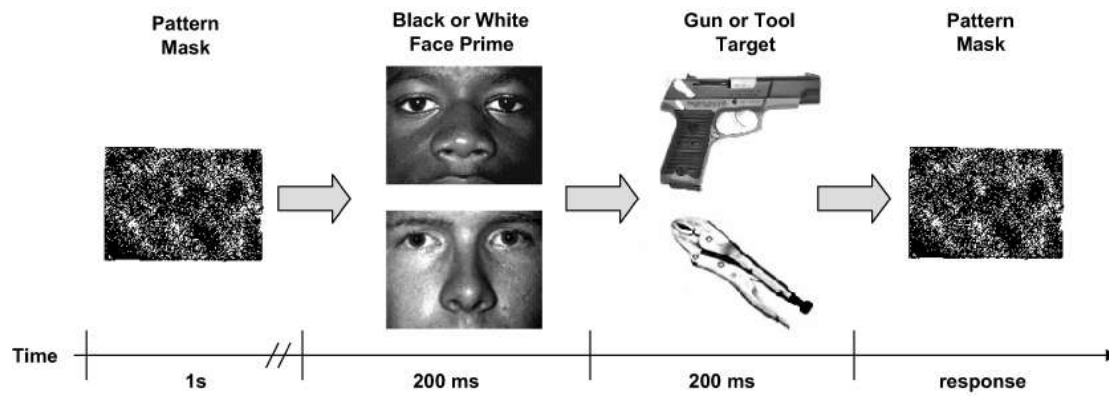 Pattern
Mask
Black or White
Face Prime
Gun or Tool
Target
Pattern
Mask
Time
1s
200 ms
200 ms
response